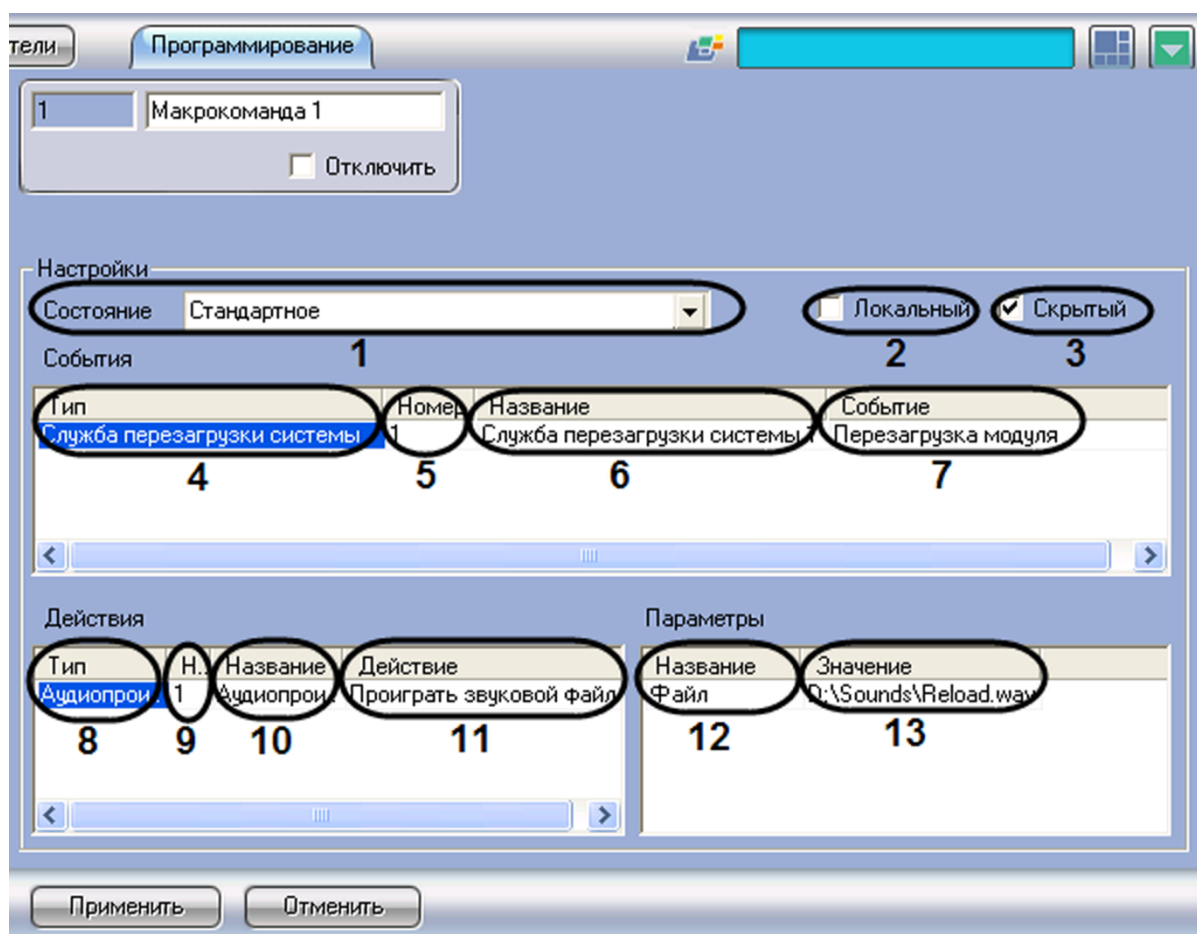 тели Программирование
1 Макрокоманда 1
Отключить
Настройки
Состояние Стандартное Локальный Скрытый
1 2 3
События
Тип Номер Название Событие
Служба перезагрузки системы 1 Служба перезагрузки системы 1 Перезагрузка модуля
4 5 6 7
Действия Параметры
Тип Н.. Название Действие Название Значение
Аудиопрои.. 1 Аудиопрои.. Проиграть звуковой файл Файл D:\Sounds\Reload.wav
8 9 10 11 12 13
Применить Отменить